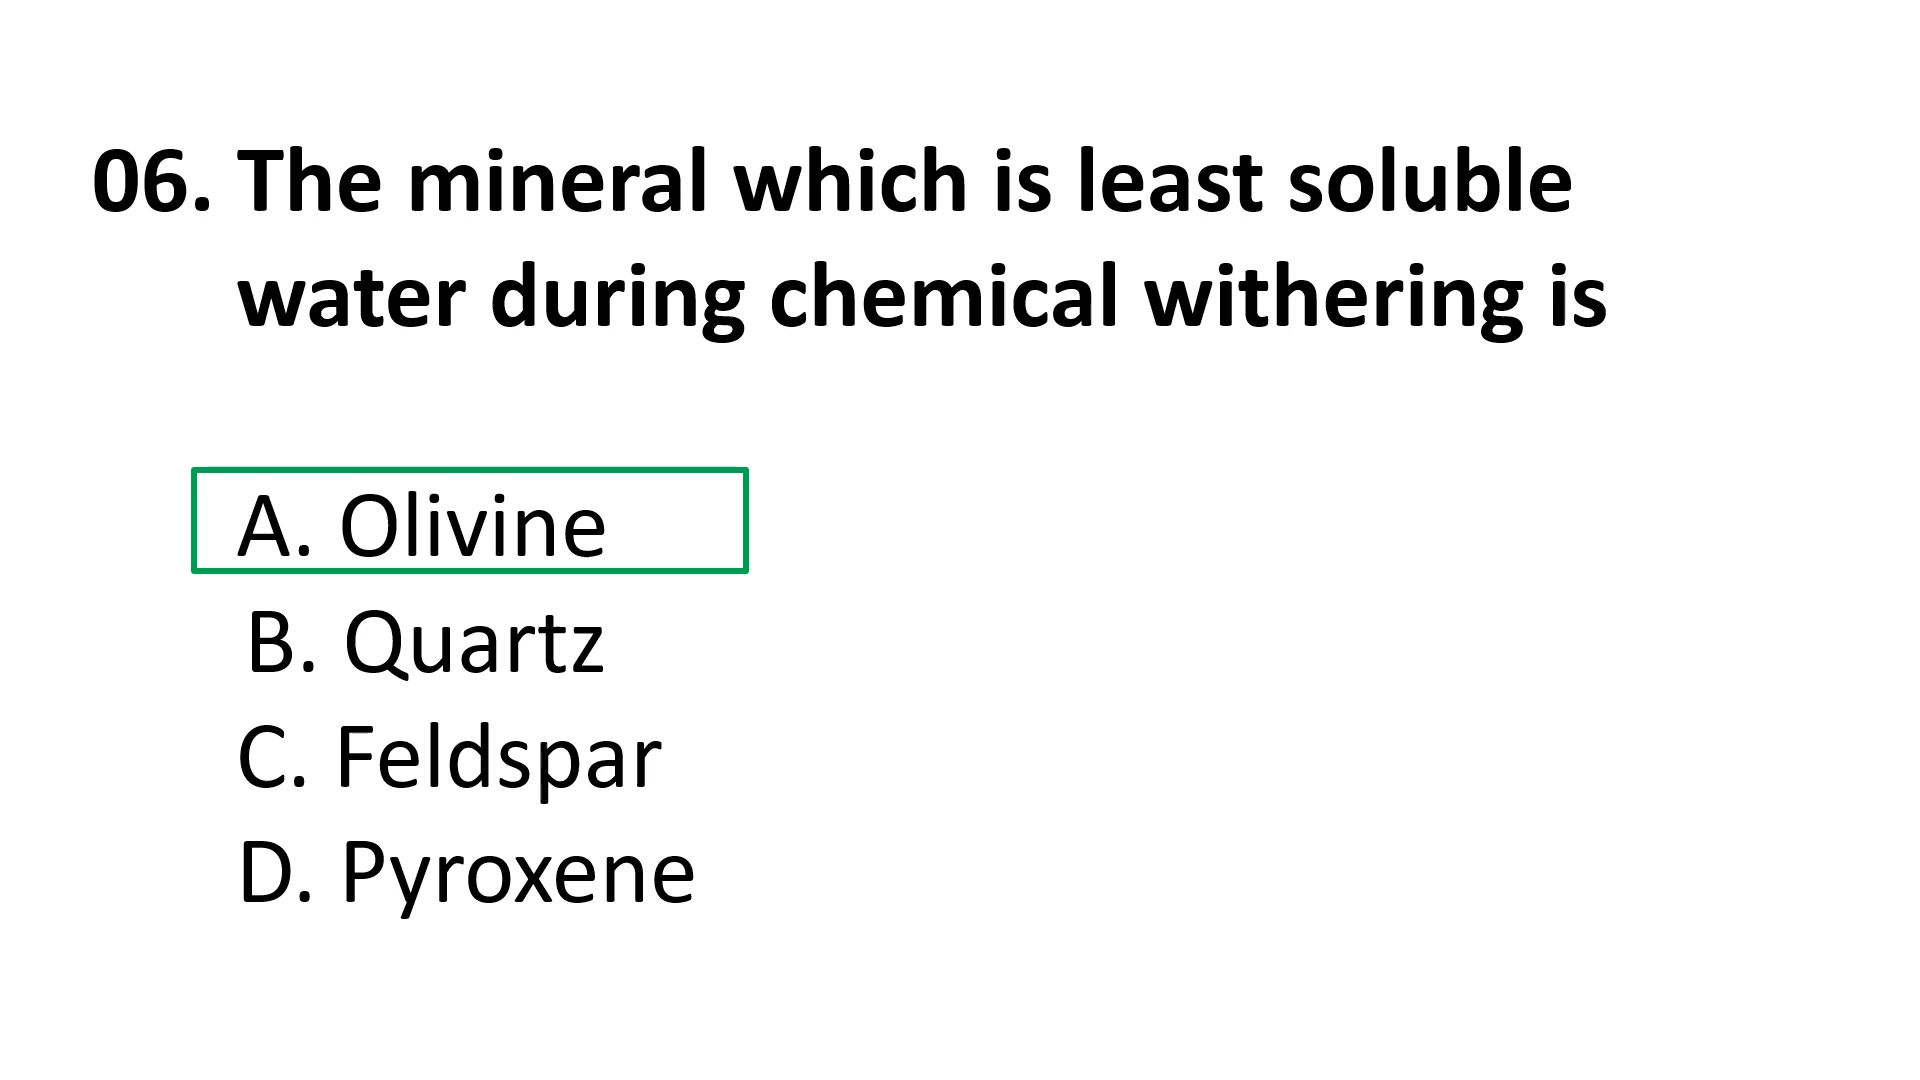 06. The mineral which is least soluble
water during chemical withering is
A. Olivine
B. Quartz
C. Feldspar
D. Pyroxene